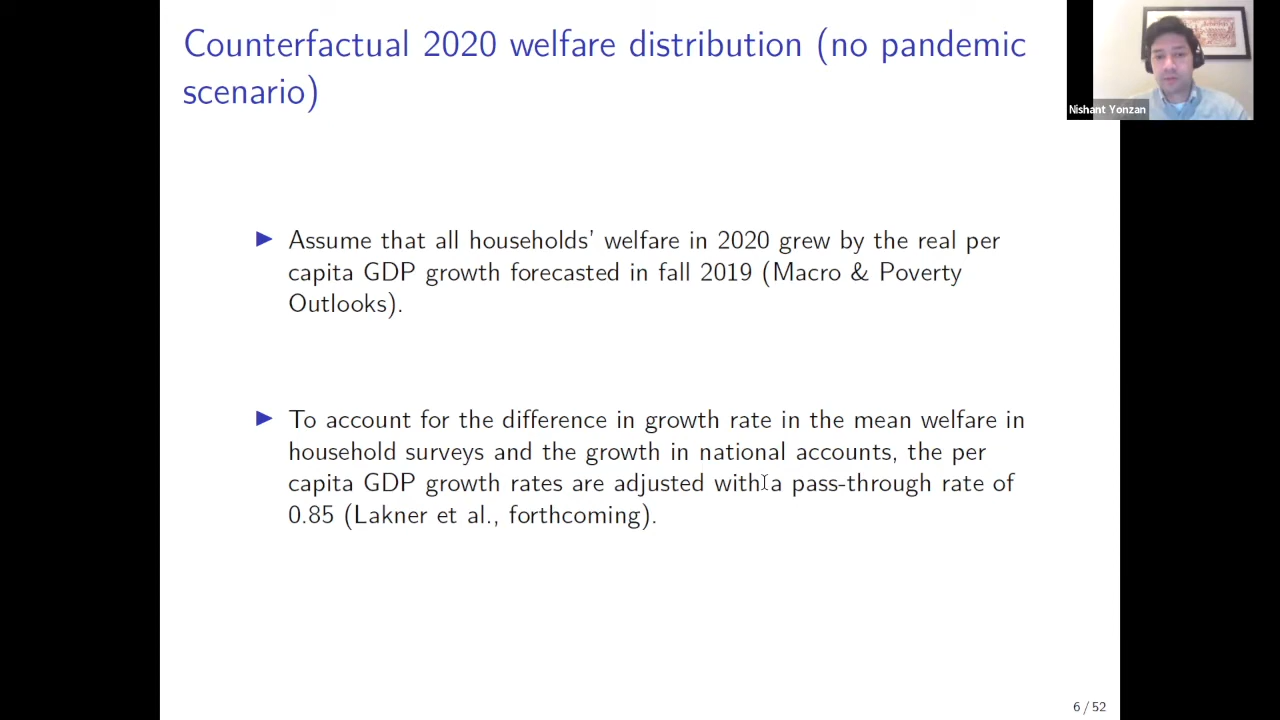 Counterfactual 2020 welfare distribution (no pandemic
scenario)
Nishant Yonzan
▶ Assume that all households' welfare in 2020 grew by the real per
capita GDP growth forecasted in fall 2019 (Macro & Poverty
Outlooks).
▶ To account for the difference in growth rate in the mean welfare in
household surveys and the growth in national accounts, the per
capita GDP growth rates are adjusted with a pass-through rate of
0.85 (Lakner et al., forthcoming).
6 / 52